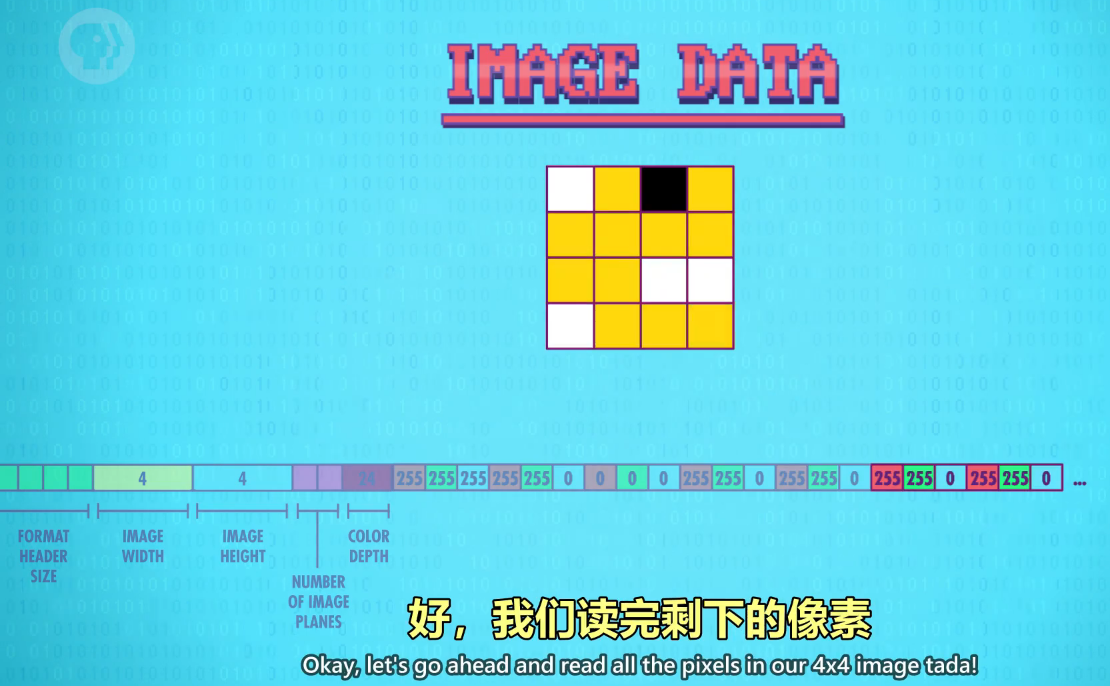 IMAGE DATA
4 4 24 255 255 255 255 255 0 0 0 0 255 255 0 255 255 0 255 255 0 255 255 0 ...
FORMAT HEADER SIZE
IMAGE WIDTH
IMAGE HEIGHT
NUMBER OF IMAGE PLANES
COLOR DEPTH
好，我们读完剩下的像素
Okay, let's go ahead and read all the pixels in our 4x4 image tada!